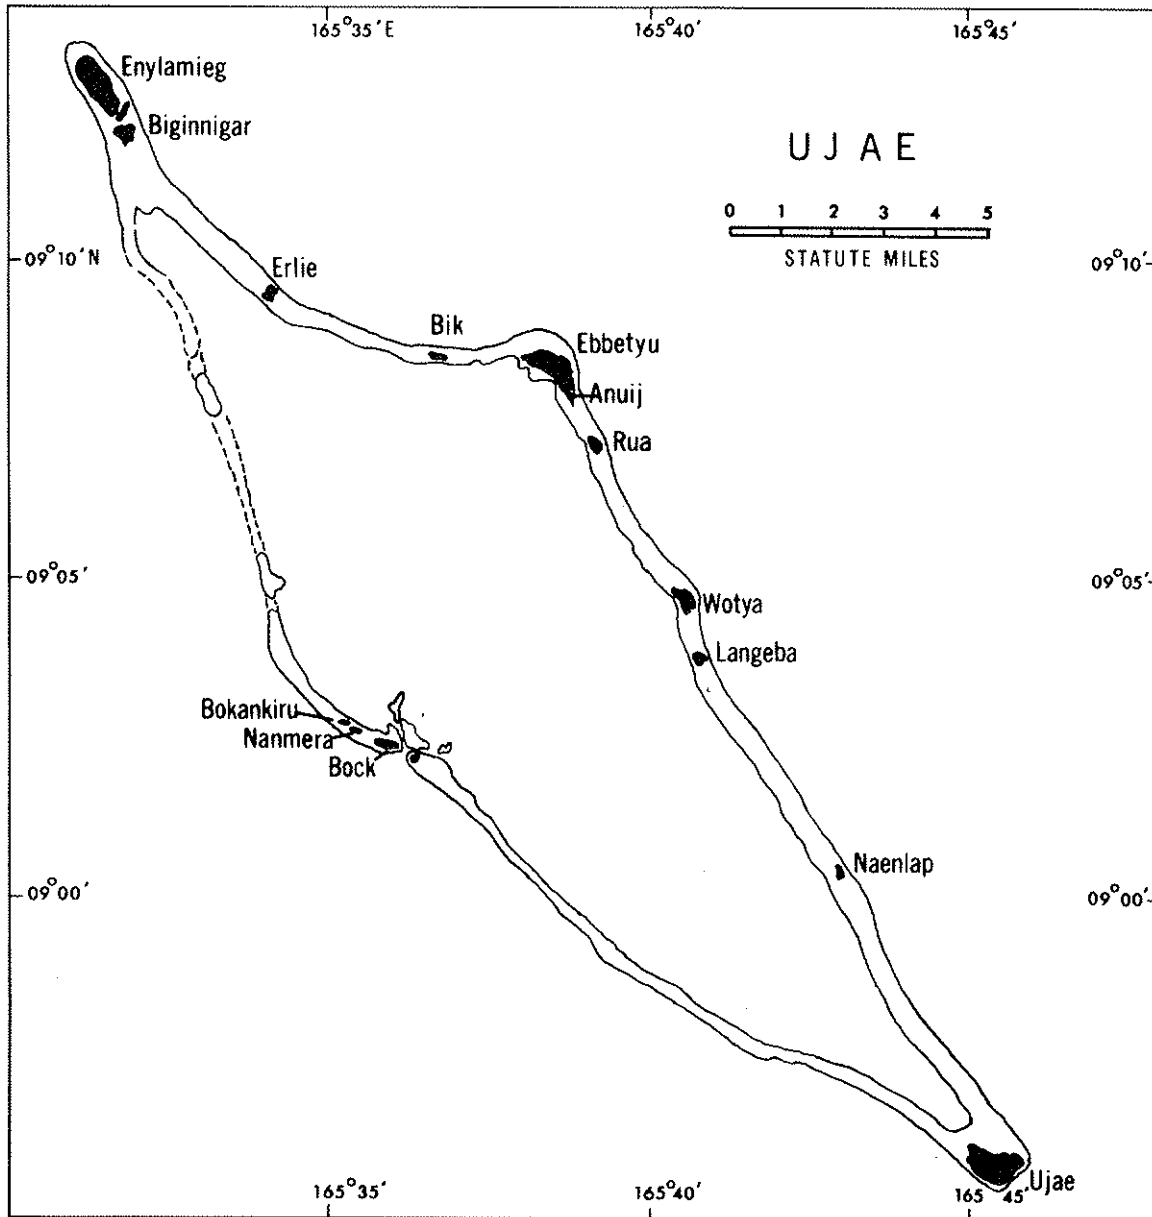 165°35' E
165°40'
165°45'
Enylamieg
Biginnigar
U J A E
0 1 2 3 4 5
STATUTE MILES
09°10' N
09°10'
Erlie
Bik
Ebbetyu
Anuij
Rua
09°05'
09°05'
Wotya
Langeba
Bokankiru
Nanmera
Bock
Naenlap
09°00'
09°00'
Ujae
165°35'
165°40'
165°45'